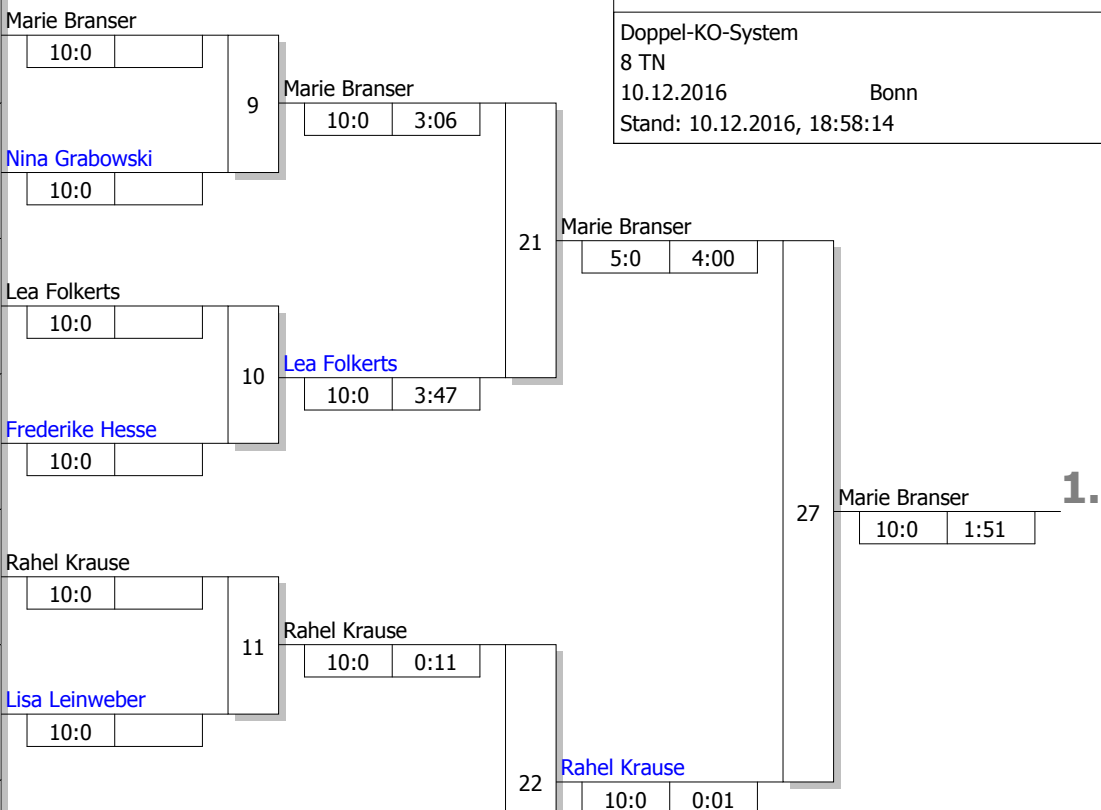 Marie Branser
10:0
9
Nina Grabowski
10:0
Marie Branser
10:0 3:06
Doppel-KO-System
8 TN
10.12.2016 Bonn
Stand: 10.12.2016, 18:58:14
21
Marie Branser
5:0 4:00
Lea Folkerts
10:0
10
Lea Folkerts
10:0 3:47
Frederike Hesse
10:0
27
Marie Branser 1.
10:0 1:51
Rahel Krause
10:0
11
Rahel Krause
10:0 0:11
Lisa Leinweber
10:0
22
Rahel Krause
10:0 0:01